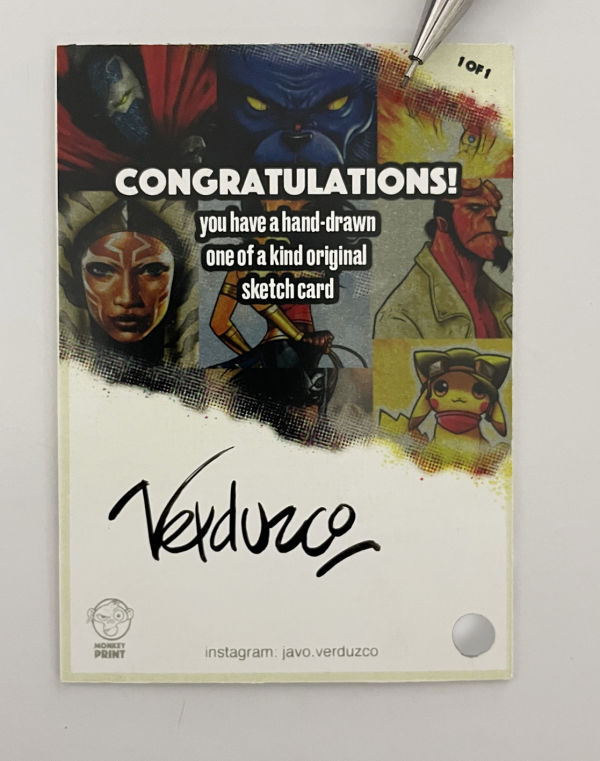 1 OF 1
CONGRATULATIONS!
you have a hand-drawn
one of a kind original
sketch card
Verduzco
MONKEY
PRINT
instagram: javo.verduzco